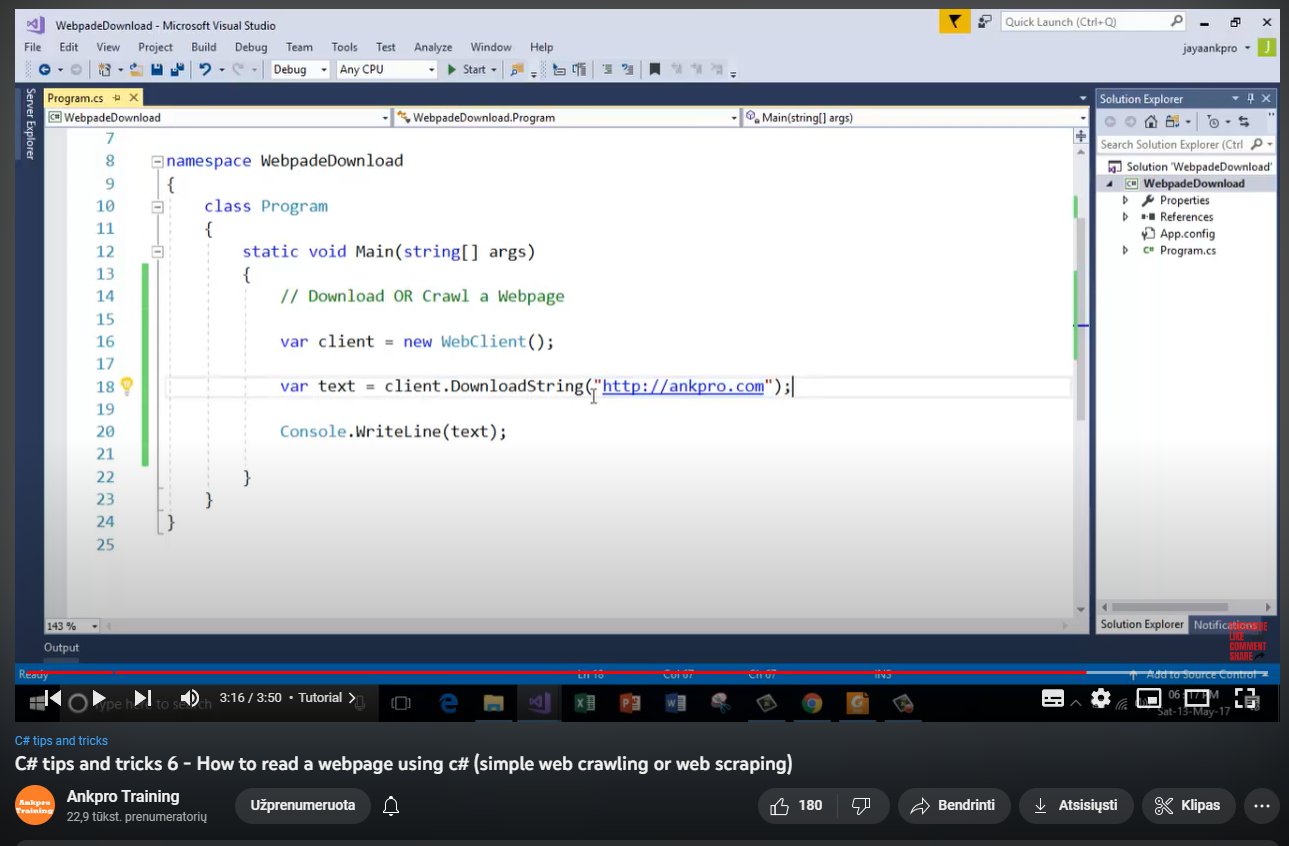 WebpadeDownload - Microsoft Visual Studio
Quick Launch (Ctrl+Q)
File Edit View Project Build Debug Team Tools Test Analyze Window Help
jayaankpro J
Debug Any CPU Start
Server Explorer
Program.cs
WebpadeDownload WebpadeDownload.Program Main(string[] args)
7
8 namespace WebpadeDownload
9 {
10 class Program
11 {
12 static void Main(string[] args)
13 {
14 // Download OR Crawl a Webpage
15
16 var client = new WebClient();
17
18 var text = client.DownloadString("http://ankpro.com");
19
20 Console.WriteLine(text);
21
22 }
23 }
24 }
25
143 %
Solution Explorer
Search Solution Explorer (Ctrl
Solution 'WebpadeDownload'
WebpadeDownload
Properties
References
App.config
Program.cs
Solution Explorer Notifications
LIKE
COMMENT
SHARE
Output
Ready Ln 18 Col 67 Ch 67 INS Add to Source Control
3:16 / 3:50 • Tutorial
Type here to search
Sat-13-May-17
C# tips and tricks
C# tips and tricks 6 - How to read a webpage using c# (simple web crawling or web scraping)
Ankpro Training
Ankpro Training
22,9 tūkst. prenumeratorių
Užprenumeruota
180
Bendrinti
Atsisiųsti
Klipas